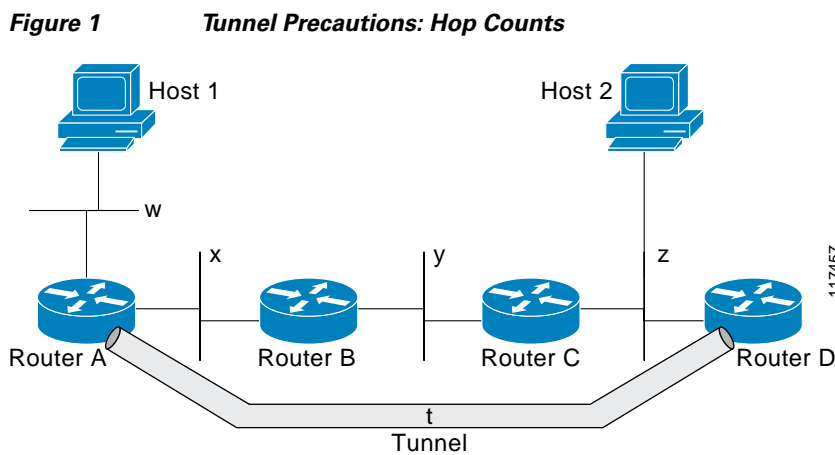 Figure 1 Tunnel Precautions: Hop Counts
Host 1
Host 2
w
x
y
z
117457
Router A
Router B
Router C
Router D
t
Tunnel